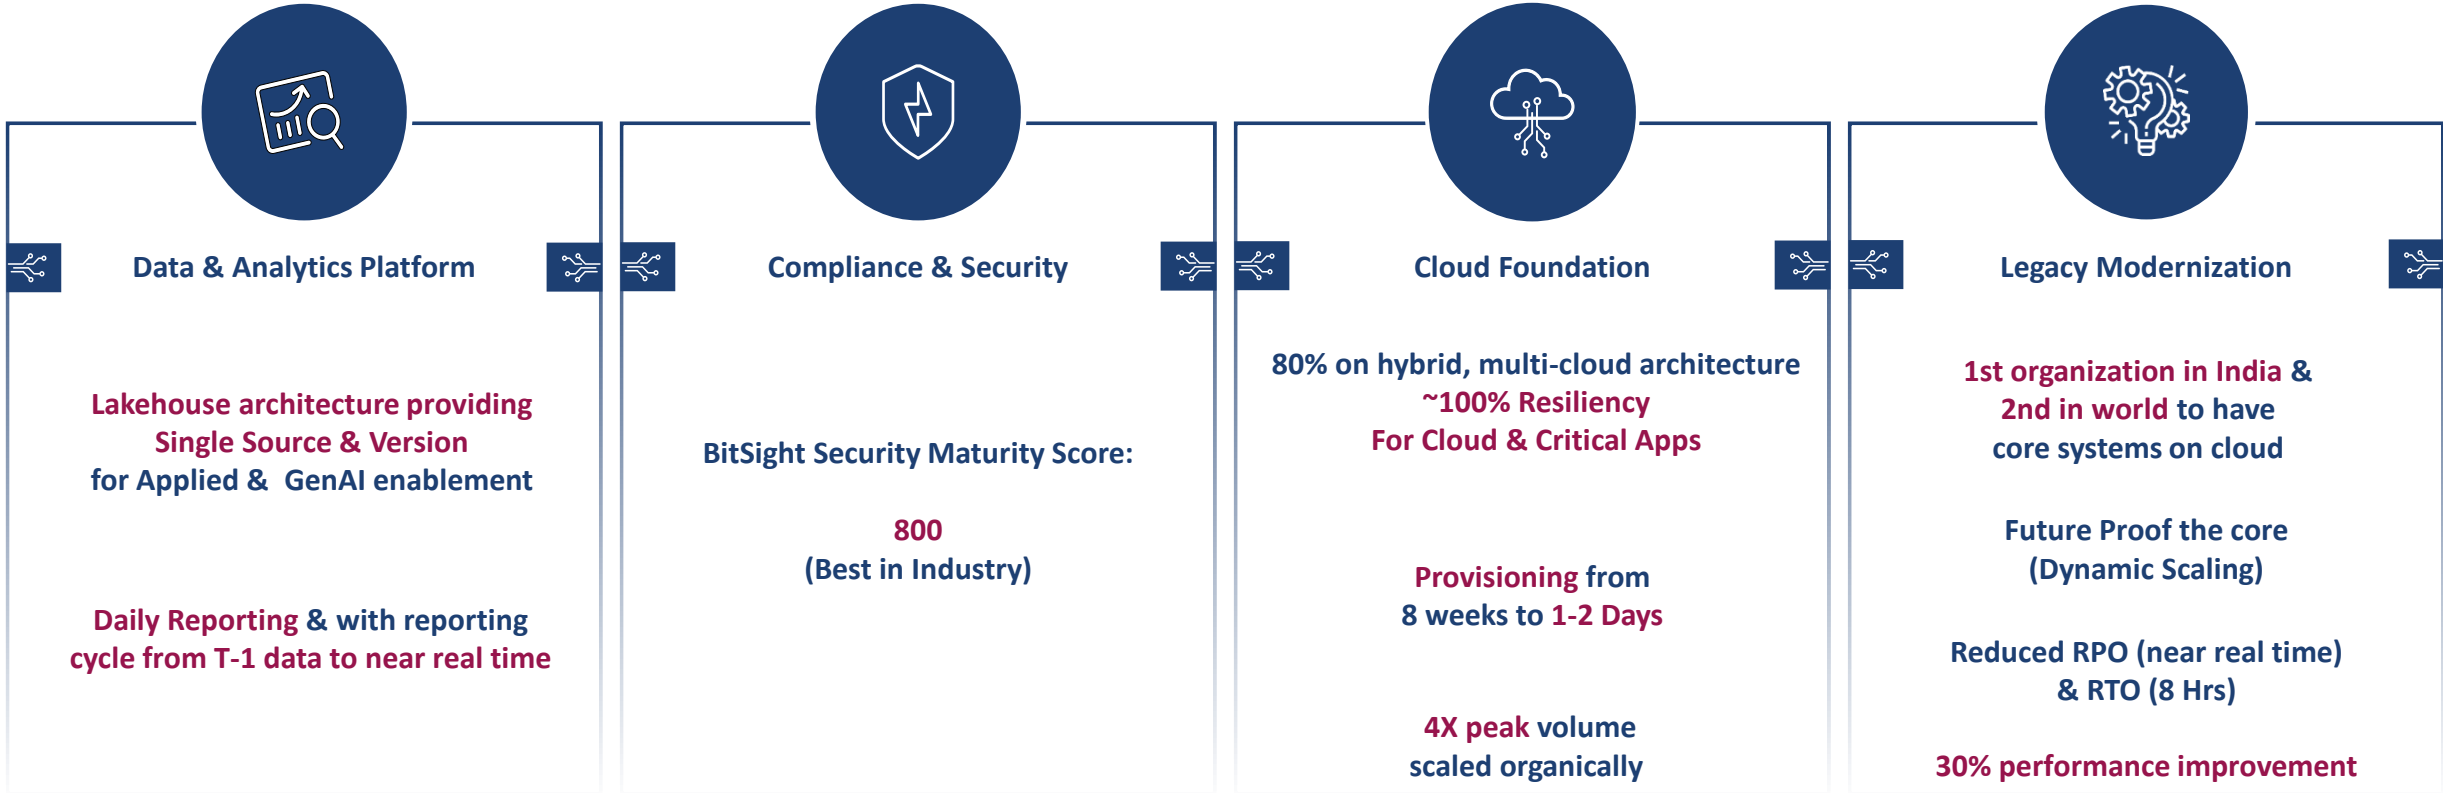 Data & Analytics Platform
Lakehouse architecture providing
Single Source & Version
for Applied & GenAI enablement
Daily Reporting & with reporting
cycle from T-1 data to near real time
Compliance & Security
BitSight Security Maturity Score:
800
(Best in Industry)
Cloud Foundation
80% on hybrid, multi-cloud architecture
~100% Resiliency
For Cloud & Critical Apps
Provisioning from
8 weeks to 1-2 Days
4X peak volume
scaled organically
Legacy Modernization
1st organization in India &
2nd in world to have
core systems on cloud
Future Proof the core
(Dynamic Scaling)
Reduced RPO (near real time)
& RTO (8 Hrs)
30% performance improvement